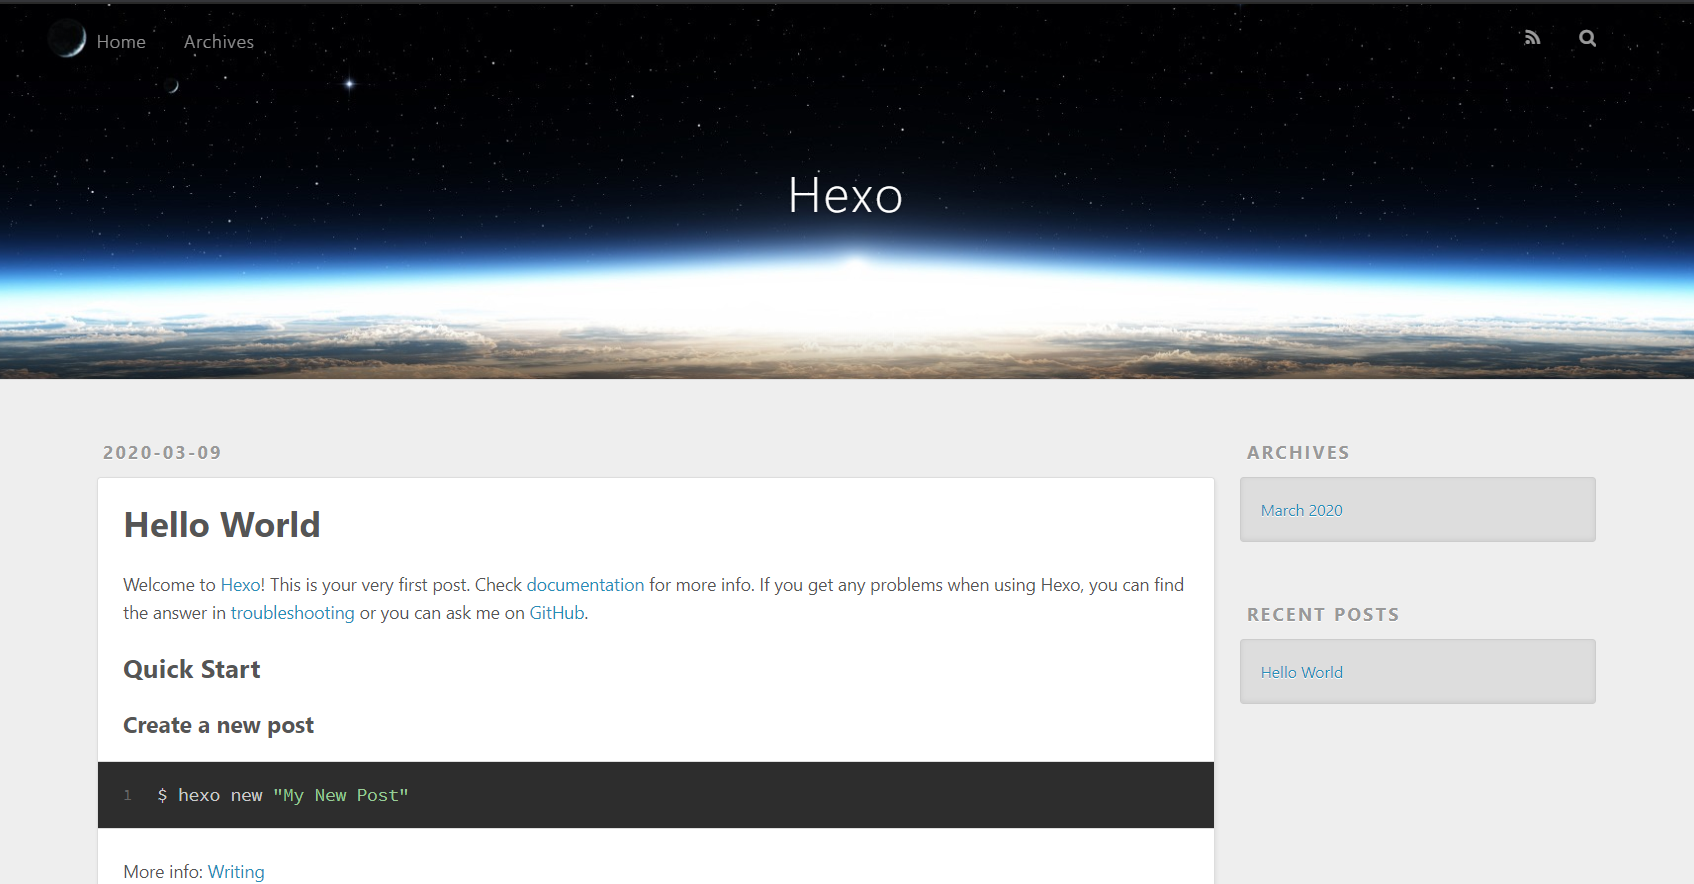 Home Archives
Hexo
2020-03-09
Hello World
Welcome to Hexo! This is your very first post. Check documentation for more info. If you get any problems when using Hexo, you can find
the answer in troubleshooting or you can ask me on GitHub.
Quick Start
Create a new post
1 $ hexo new "My New Post"
More info: Writing
ARCHIVES
March 2020
RECENT POSTS
Hello World